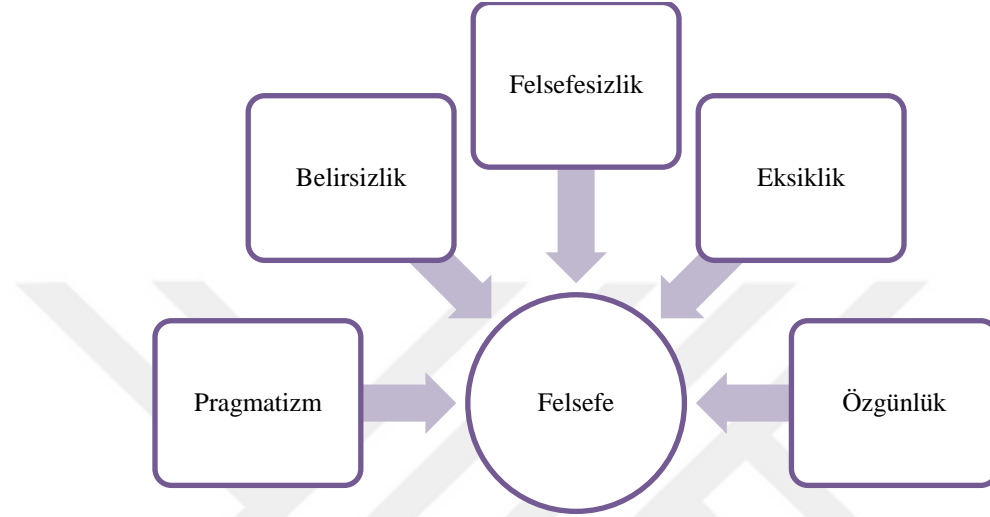 Felsefesizlik
Belirsizlik
Eksiklik
Pragmatizm
Felsefe
Özgünlük